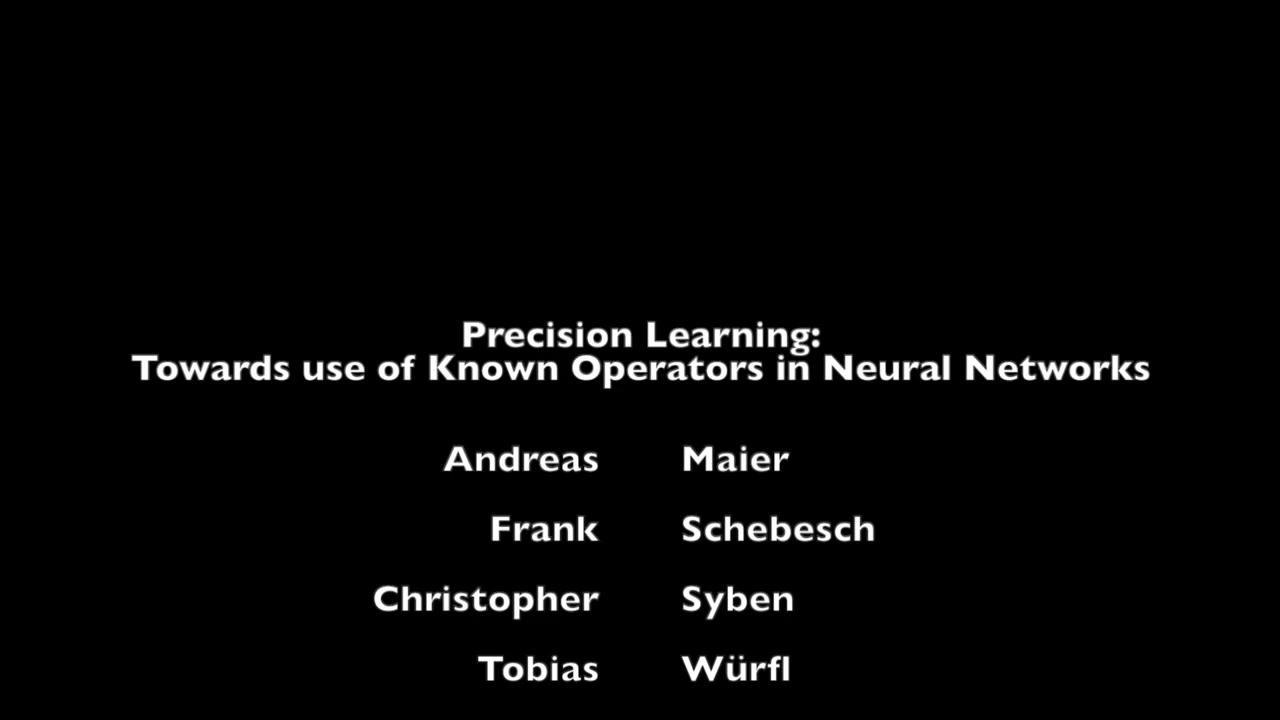 Precision Learning:
Towards use of Known Operators in Neural Networks
Andreas Maier
Frank Schebesch
Christopher Syben
Tobias Würfl